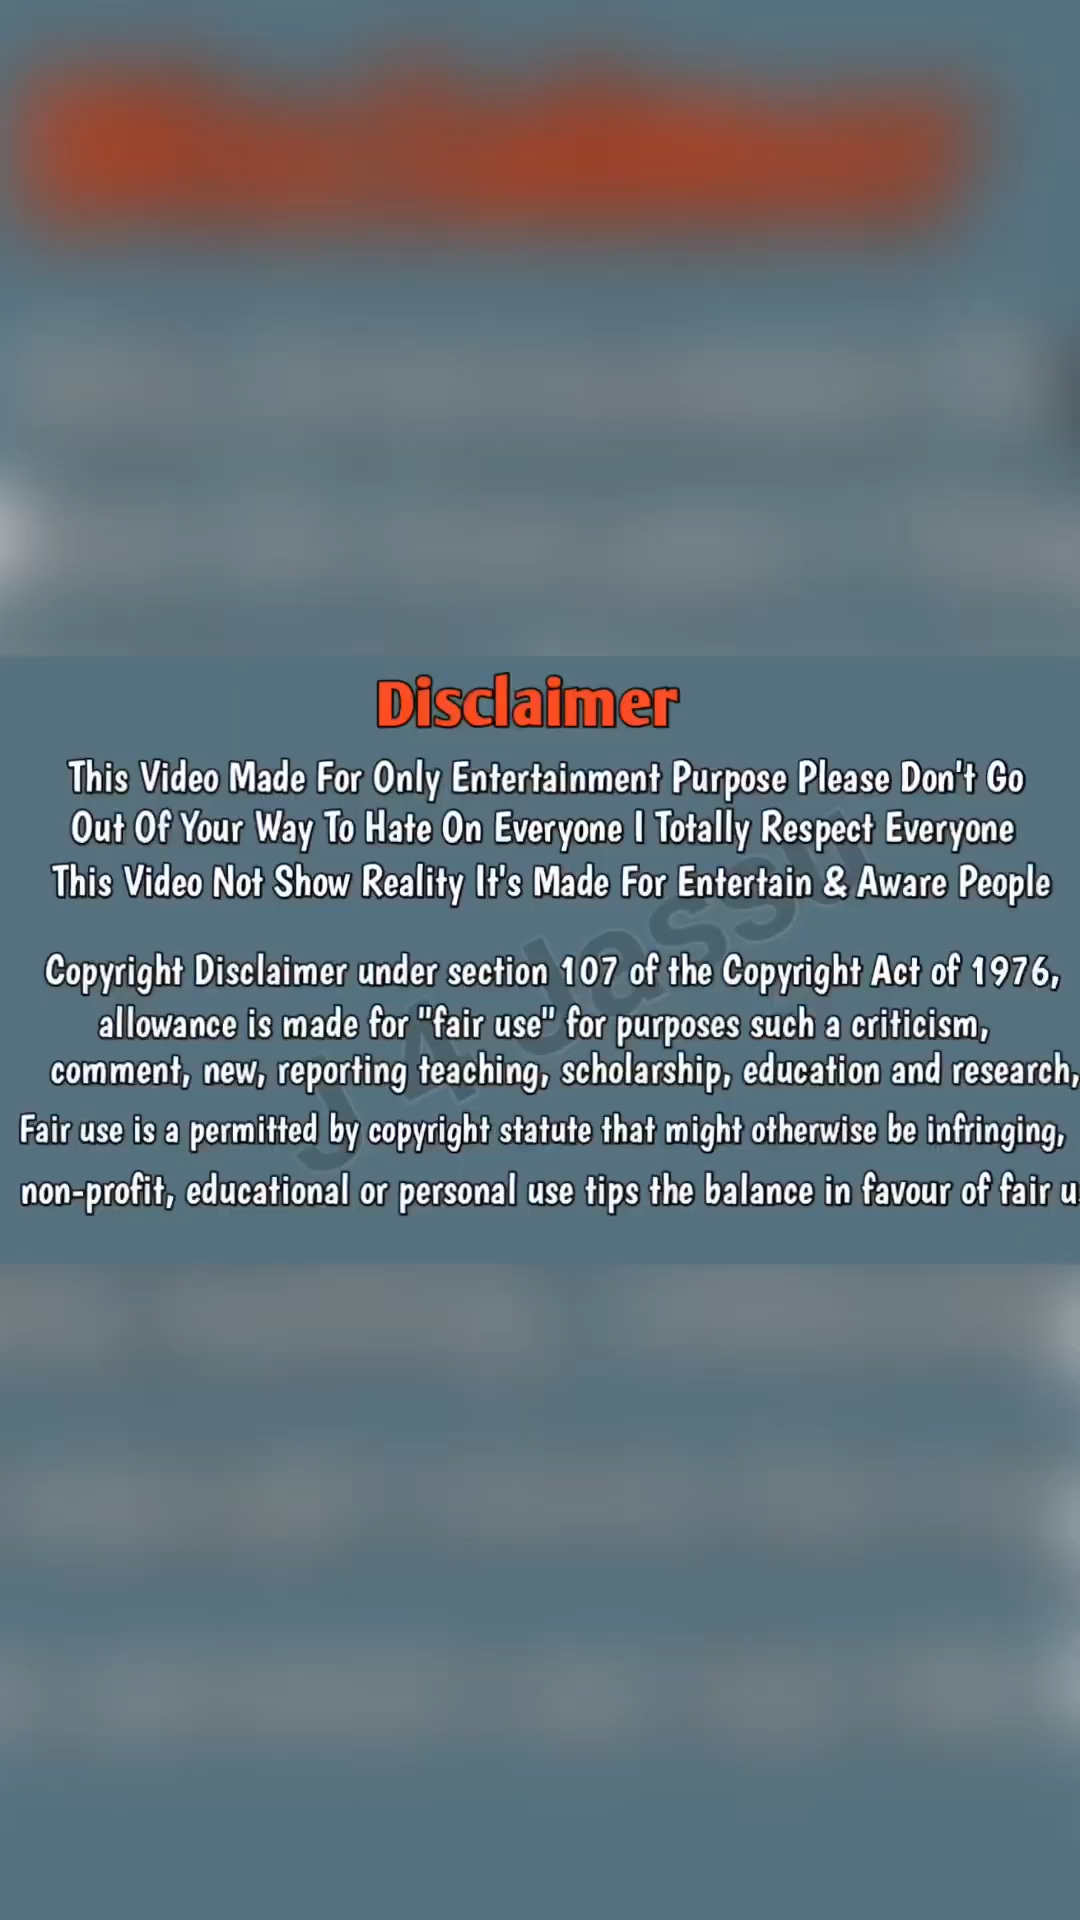 Disclaimer
This Video Made For Only Entertainment Purpose Please Don't Go
Out Of Your Way To Hate On Everyone I Totally Respect Everyone
This Video Not Show Reality It's Made For Entertain & Aware People
Copyright Disclaimer under section 107 of the Copyright Act of 1976,
allowance is made for "fair use" for purposes such a criticism,
comment, new, reporting teaching, scholarship, education and research,
Fair use is a permitted by copyright statute that might otherwise be infringing,
non-profit, educational or personal use tips the balance in favour of fair u
J 4 Jassi